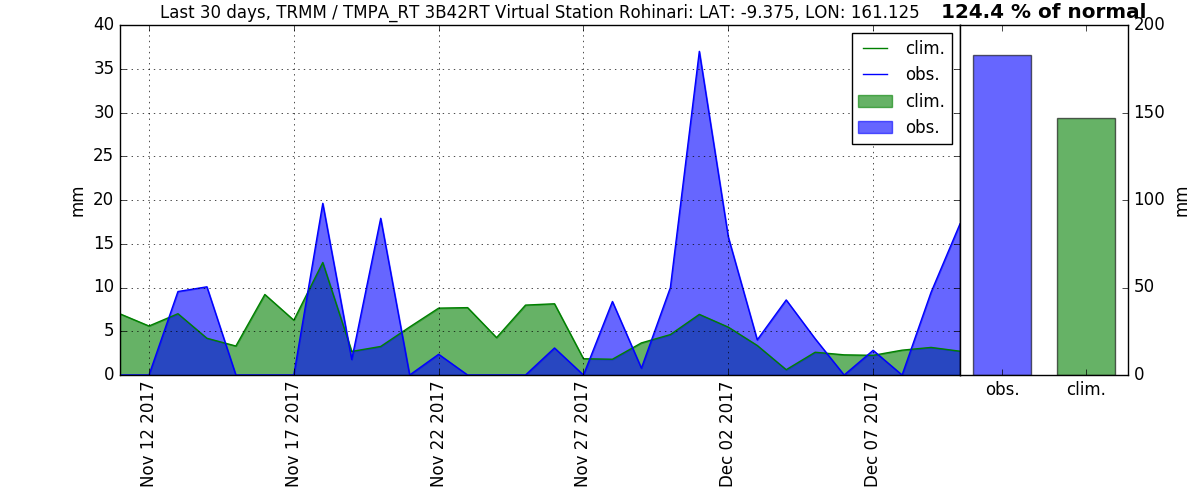 Last 30 days, TRMM / TMPA_RT 3B42RT Virtual Station Rohinari: LAT: -9.375, LON: 161.125
124.4 % of normal
40
35
30
25
20
15
10
5
0
mm
clim.
obs.
clim.
obs.
Nov 12 2017
Nov 17 2017
Nov 22 2017
Nov 27 2017
Dec 02 2017
Dec 07 2017
200
150
100
50
0
mm
obs.
clim.